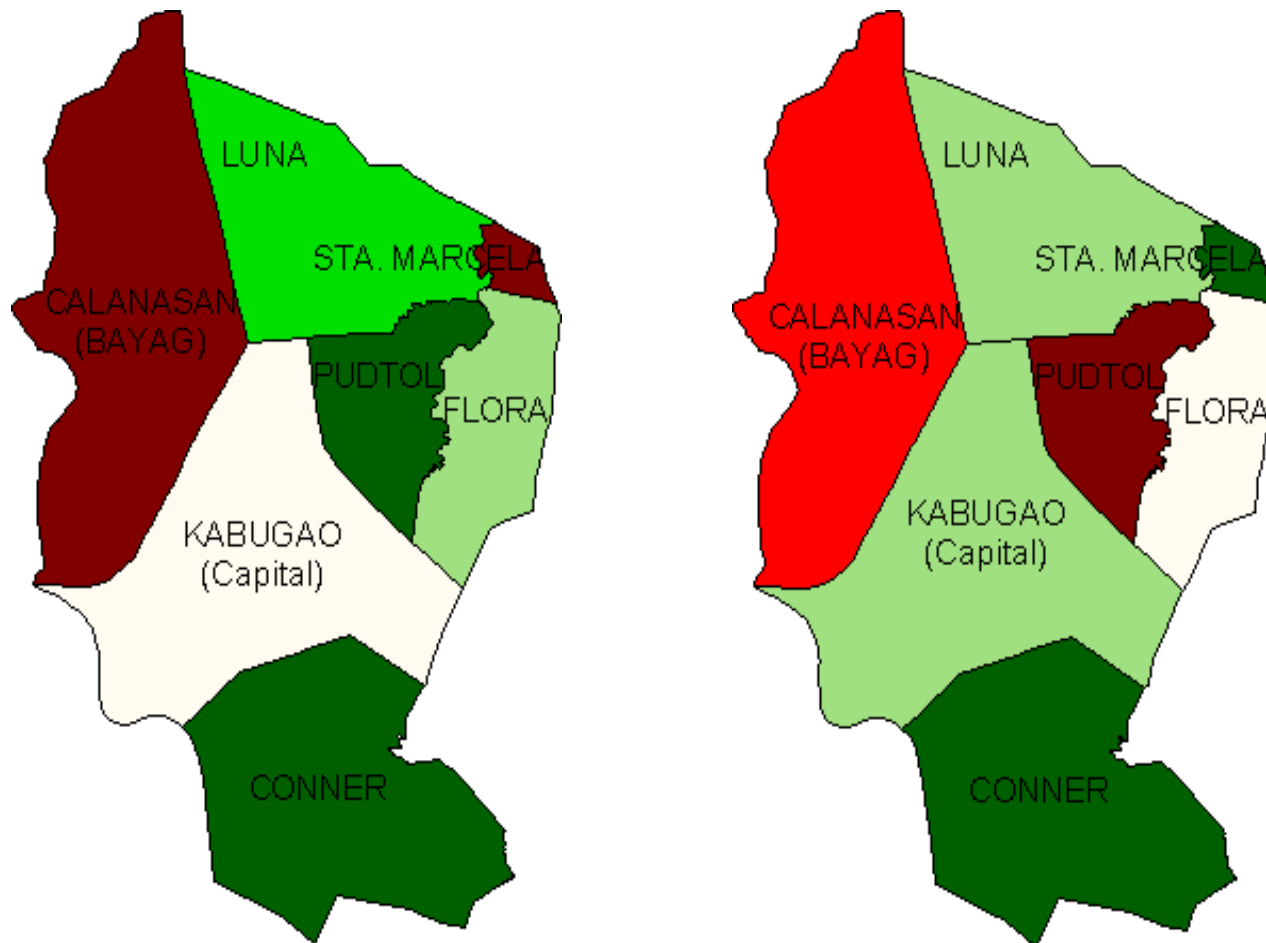 LUNA
STA. MARCELA
CALANASAN
(BAYAG)
PUDTOL
FLORA
KABUGAO
(Capital)
CONNER
LUNA
STA. MARCELA
CALANASAN
(BAYAG)
PUDTOL
FLORA
KABUGAO
(Capital)
CONNER